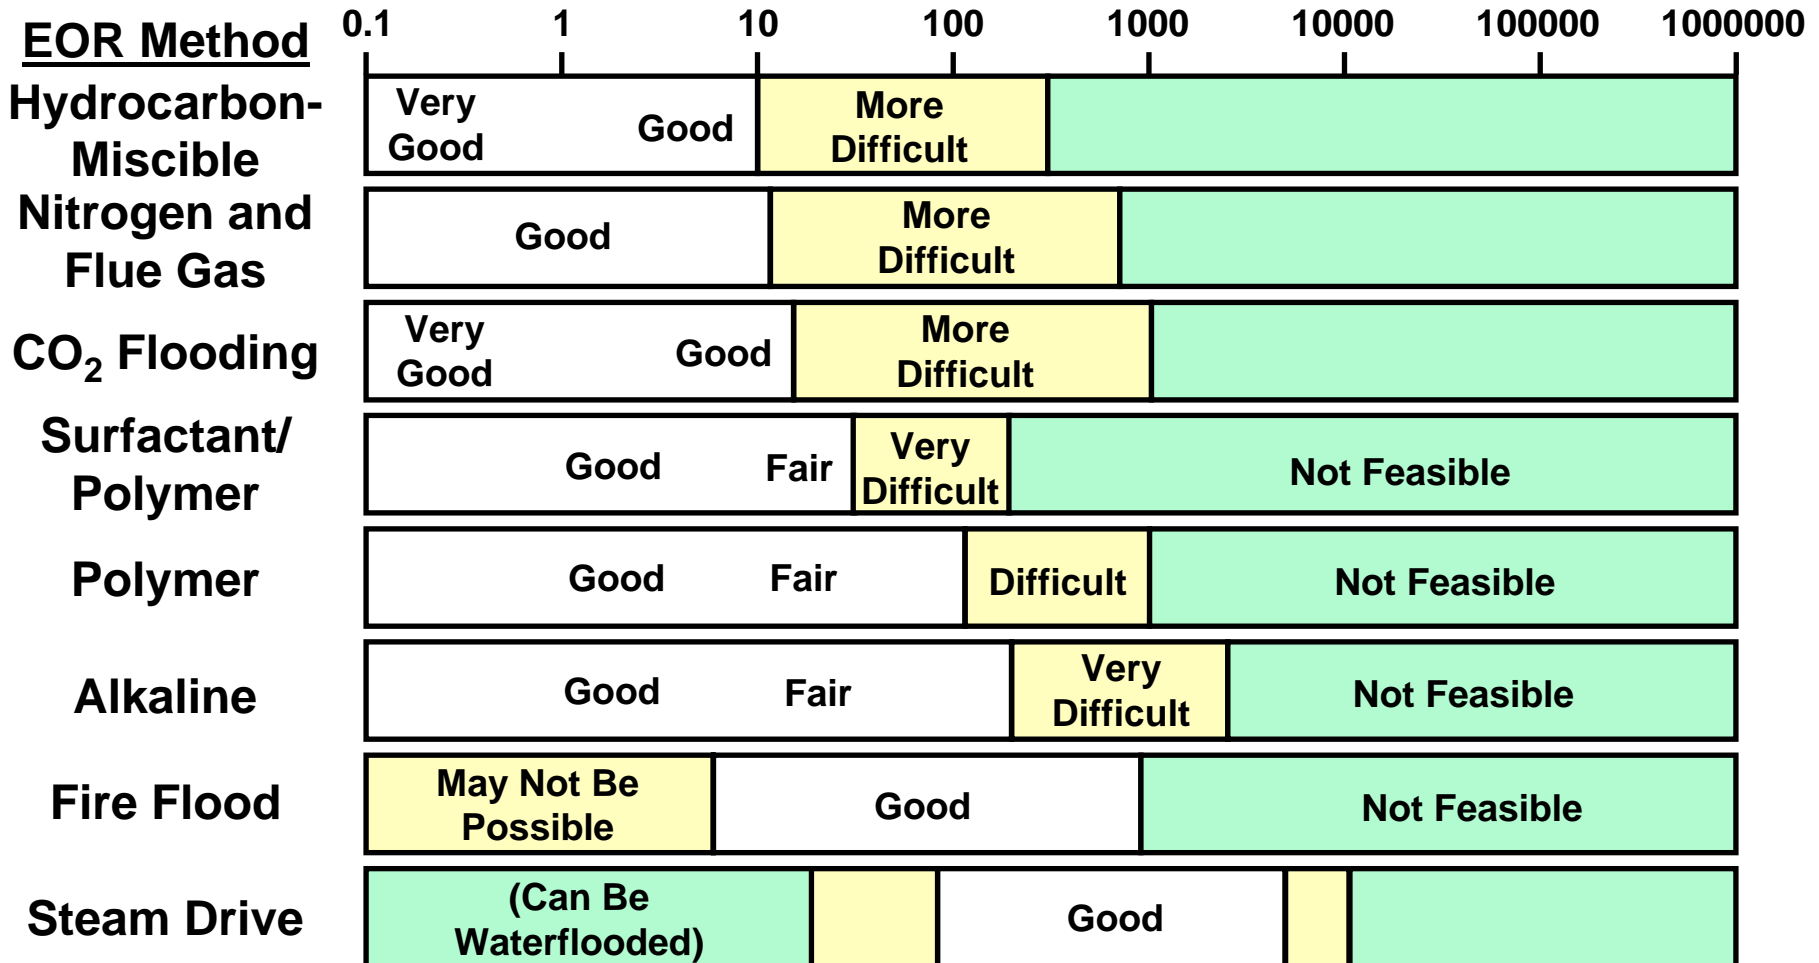 EOR Method
0.1 1 10 100 1000 10000 100000 1000000
Hydrocarbon-
Miscible
Very
Good
Good
More
Difficult
Nitrogen and
Flue Gas
Good
More
Difficult
CO2 Flooding
Very
Good
Good
More
Difficult
Surfactant/
Polymer
Good
Fair
Very
Difficult
Not Feasible
Polymer
Good
Fair
Difficult
Not Feasible
Alkaline
Good
Fair
Very
Difficult
Not Feasible
Fire Flood
May Not Be
Possible
Good
Not Feasible
Steam Drive
(Can Be
Waterflooded)
Good